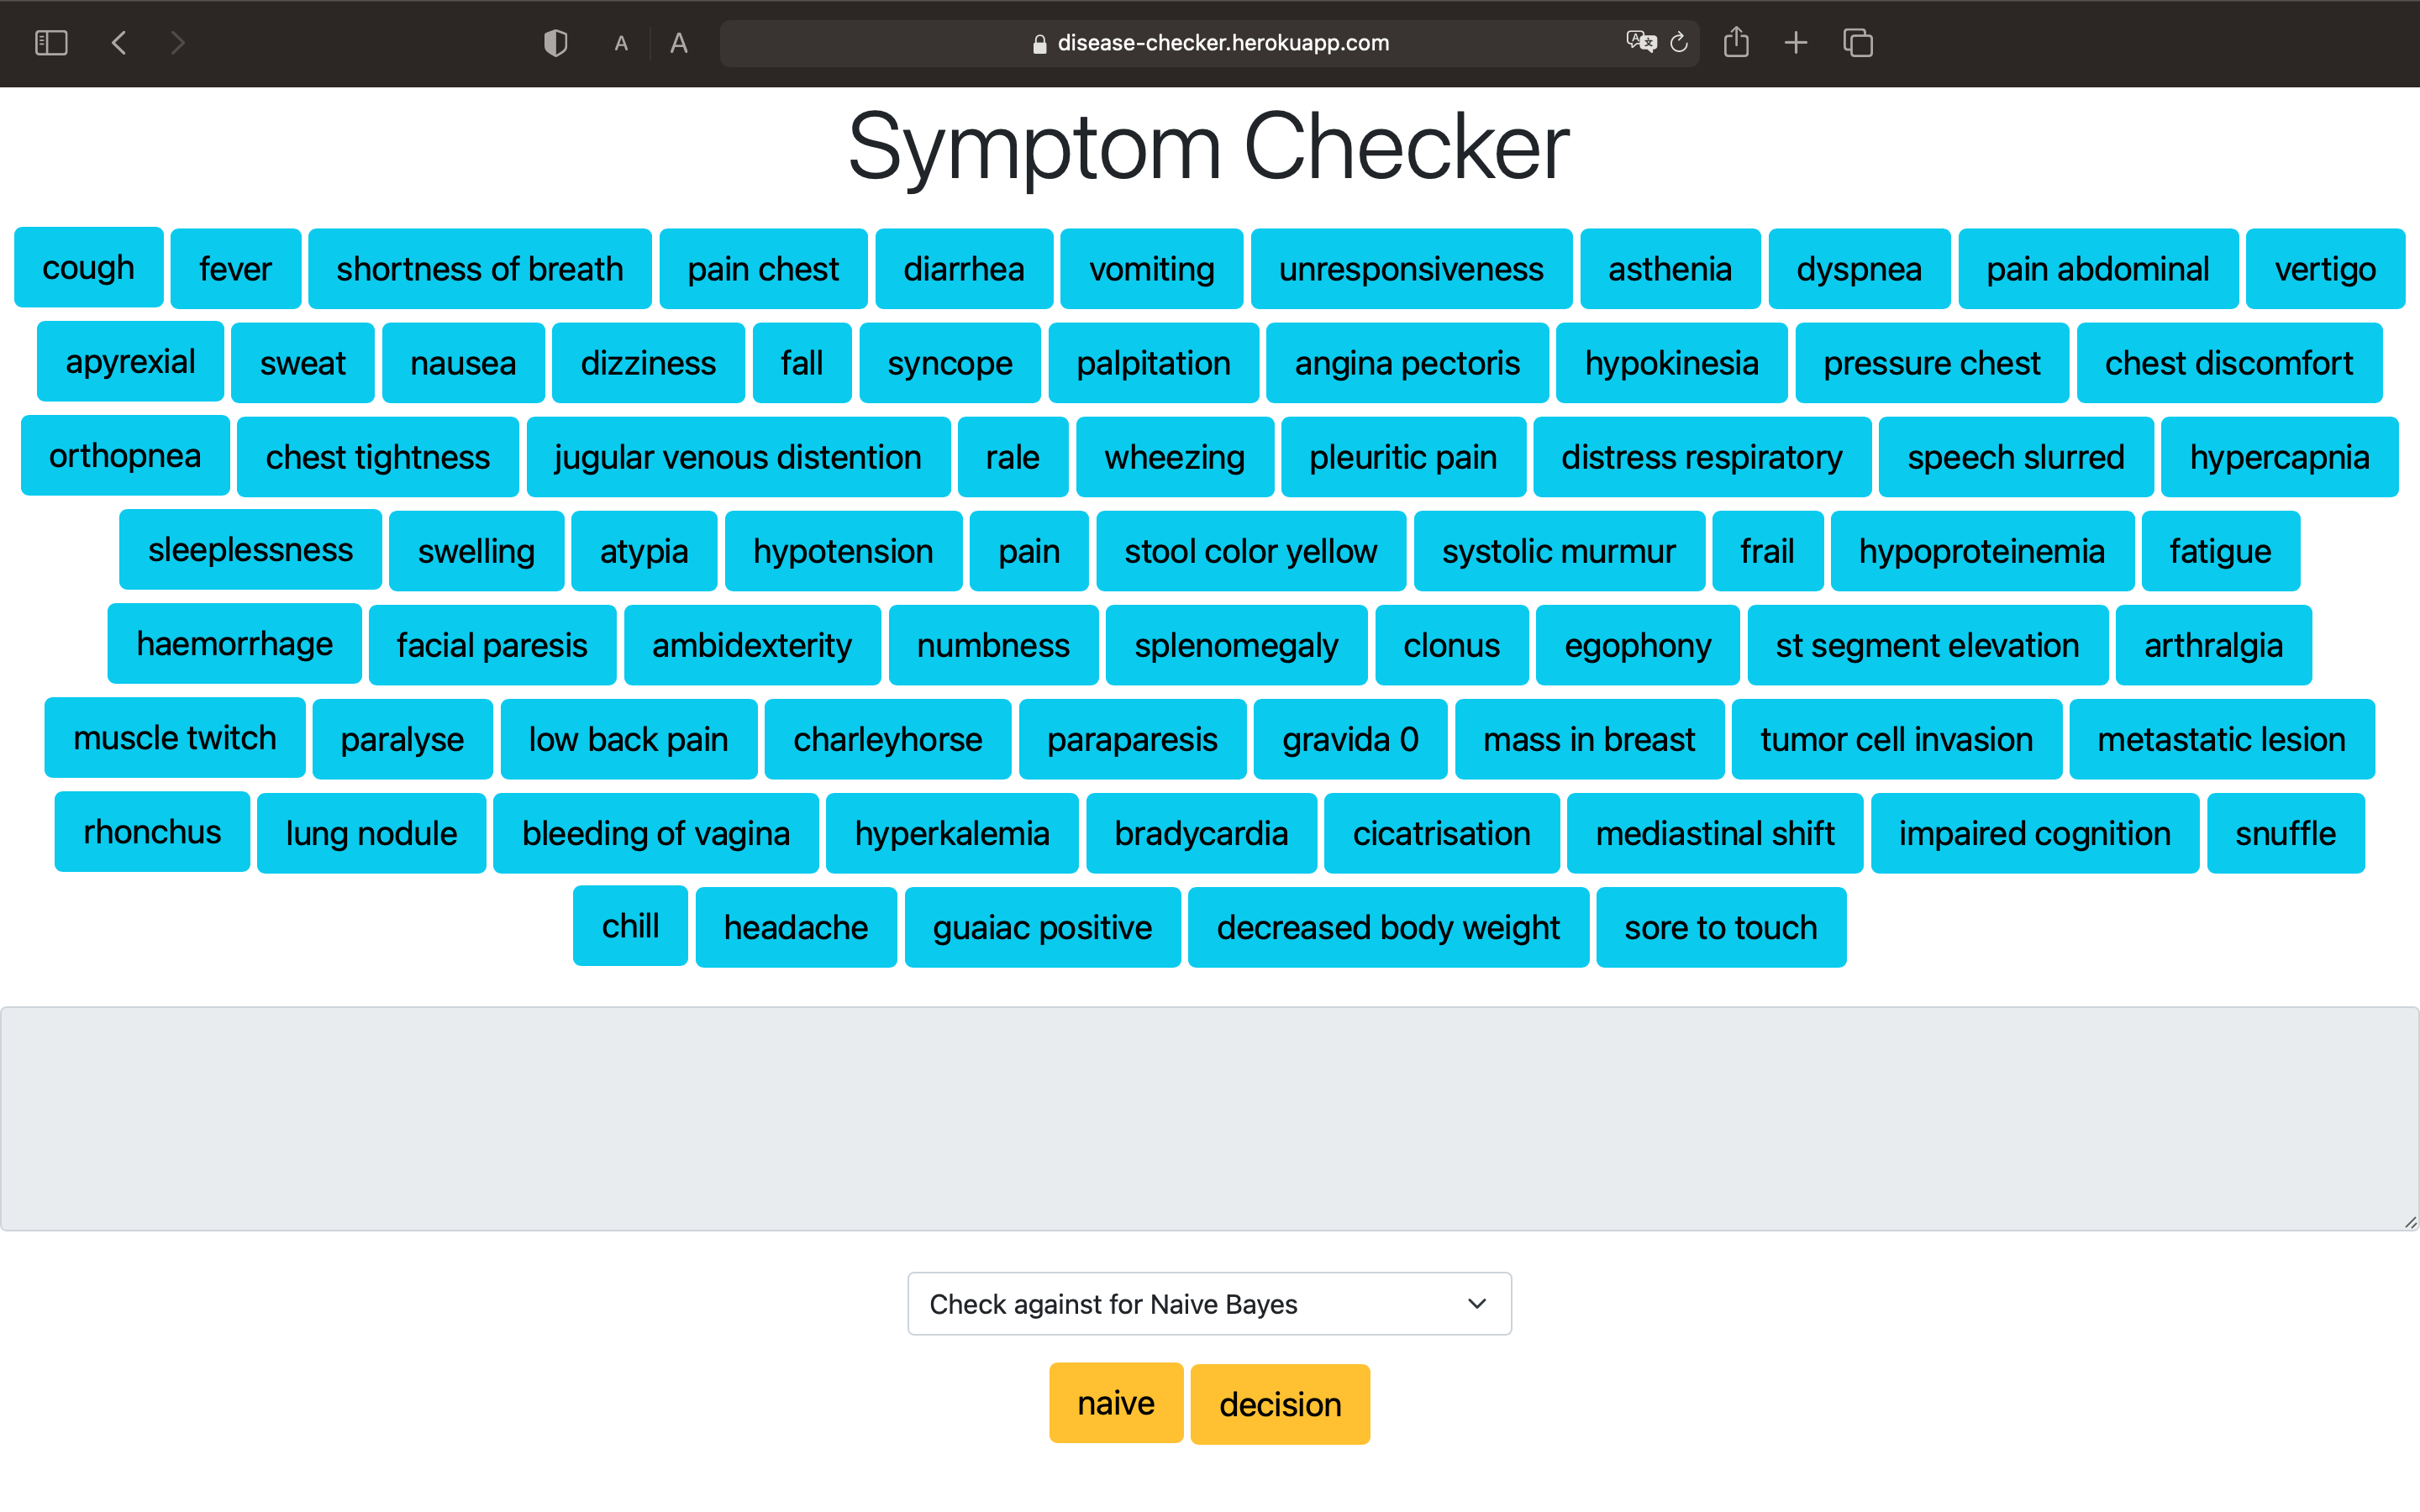 A A disease-checker.herokuapp.com
Symptom Checker
cough fever shortness of breath pain chest diarrhea vomiting unresponsiveness asthenia dyspnea pain abdominal vertigo
apyrexial sweat nausea dizziness fall syncope palpitation angina pectoris hypokinesia pressure chest chest discomfort
orthopnea chest tightness jugular venous distention rale wheezing pleuritic pain distress respiratory speech slurred hypercapnia
sleeplessness swelling atypia hypotension pain stool color yellow systolic murmur frail hypoproteinemia fatigue
haemorrhage facial paresis ambidexterity numbness splenomegaly clonus egophony st segment elevation arthralgia
muscle twitch paralyse low back pain charleyhorse paraparesis gravida 0 mass in breast tumor cell invasion metastatic lesion
rhonchus lung nodule bleeding of vagina hyperkalemia bradycardia cicatrisation mediastinal shift impaired cognition snuffle
chill headache guaiac positive decreased body weight sore to touch
Check against for Naive Bayes
naive decision